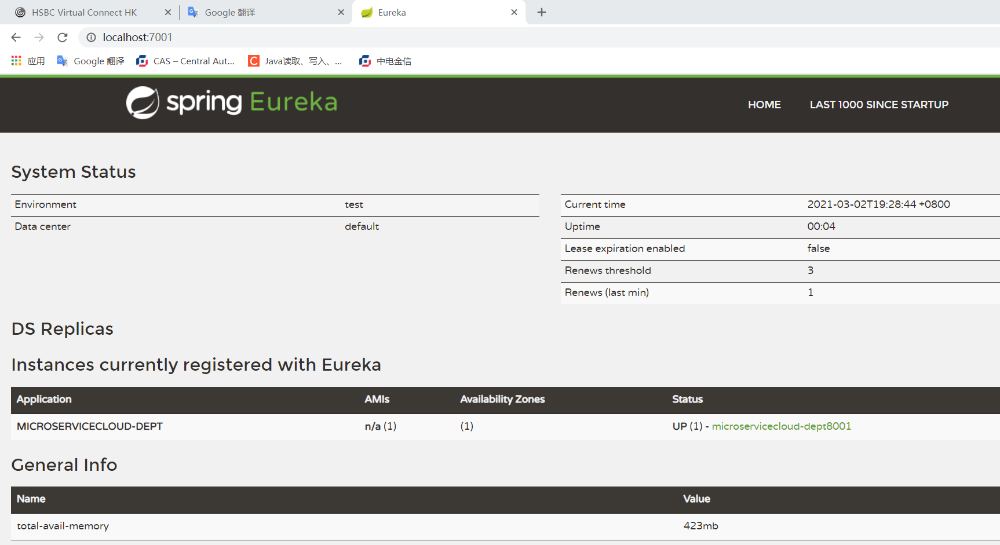 HSBC Virtual Connect HK
Google 翻译
Eureka
localhost:7001
应用
Google 翻译
CAS – Central Aut...
Java读取、写入、...
中电金信
spring Eureka
HOME
LAST 1000 SINCE STARTUP
System Status
Environment test
Data center default
Current time 2021-03-02T19:28:44 +0800
Uptime 00:04
Lease expiration enabled false
Renews threshold 3
Renews (last min) 1
DS Replicas
Instances currently registered with Eureka
Application AMIs Availability Zones Status
MICROSERVICECLOUD-DEPT n/a (1) (1) UP (1) - microservicecloud-dept8001
General Info
Name Value
total-avail-memory 423mb